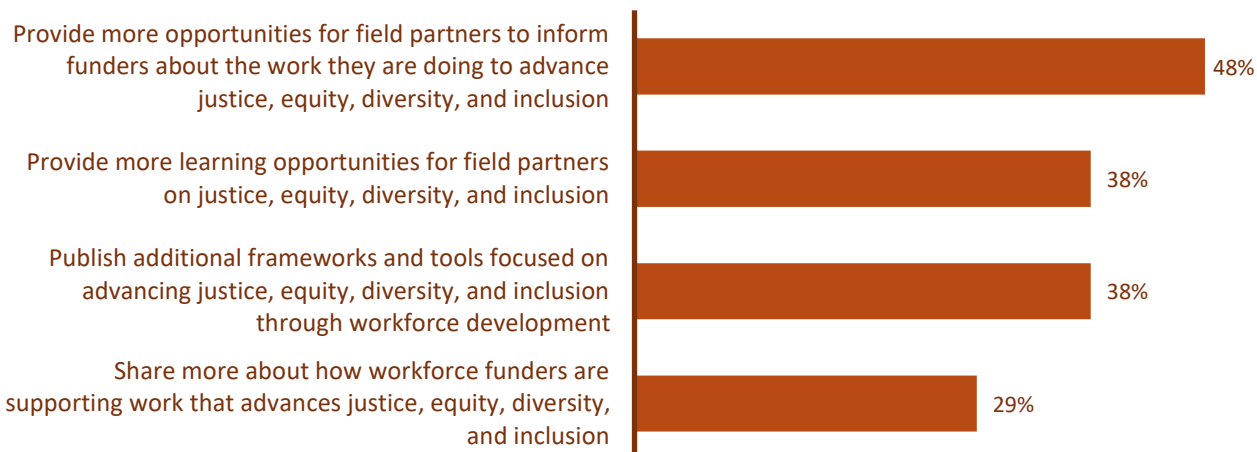 Provide more opportunities for field partners to inform
funders about the work they are doing to advance
justice, equity, diversity, and inclusion
48%
Provide more learning opportunities for field partners
on justice, equity, diversity, and inclusion
38%
Publish additional frameworks and tools focused on
advancing justice, equity, diversity, and inclusion
through workforce development
38%
Share more about how workforce funders are
supporting work that advances justice, equity, diversity,
and inclusion
29%